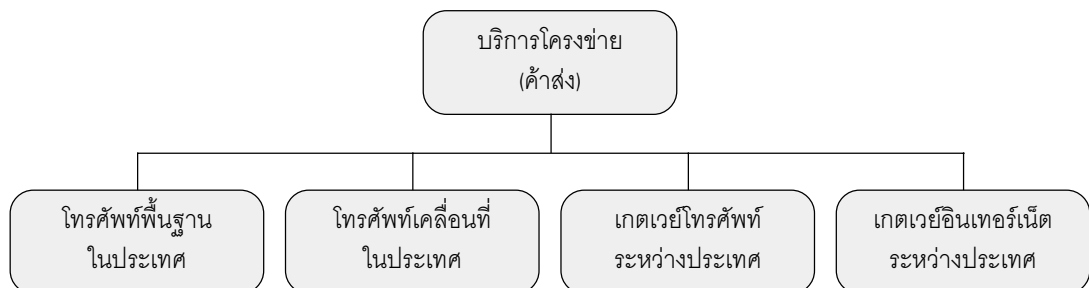 บริการโครงข่าย
(ค้าส่ง)
โทรศัพท์พื้นฐาน
ในประเทศ
โทรศัพท์เคลื่อนที่
ในประเทศ
เกตเวย์โทรศัพท์
ระหว่างประเทศ
เกตเวย์อินเทอร์เน็ต
ระหว่างประเทศ